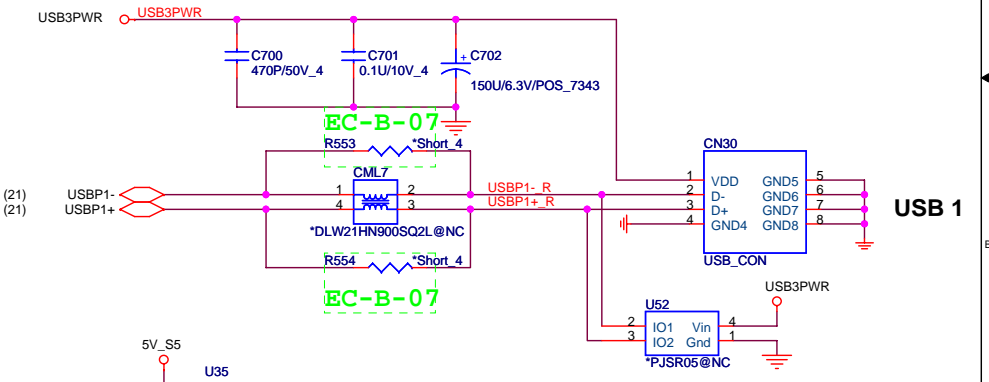 USB3PWR USB3PWR
C700
470P/50V_4
C701
0.1U/10V_4
+ C702
150U/6.3V/POS_7343
EC-B-07
R553 *Short_4
CML7
1 2
4 3
*DLW21HN900SQ2L@NC
(21) USBP1-
(21) USBP1+
USBP1-_R
USBP1+_R
R554 *Short_4
EC-B-07
CN30
1 VDD GND5 5
2 D- GND6 6
3 D+ GND7 7
4 GND4 GND8 8
USB_CON
USB 1
USB3PWR
U52
2 IO1 Vin 4
3 IO2 Gnd 1
*PJSR05@NC
5V_S5
U35
E